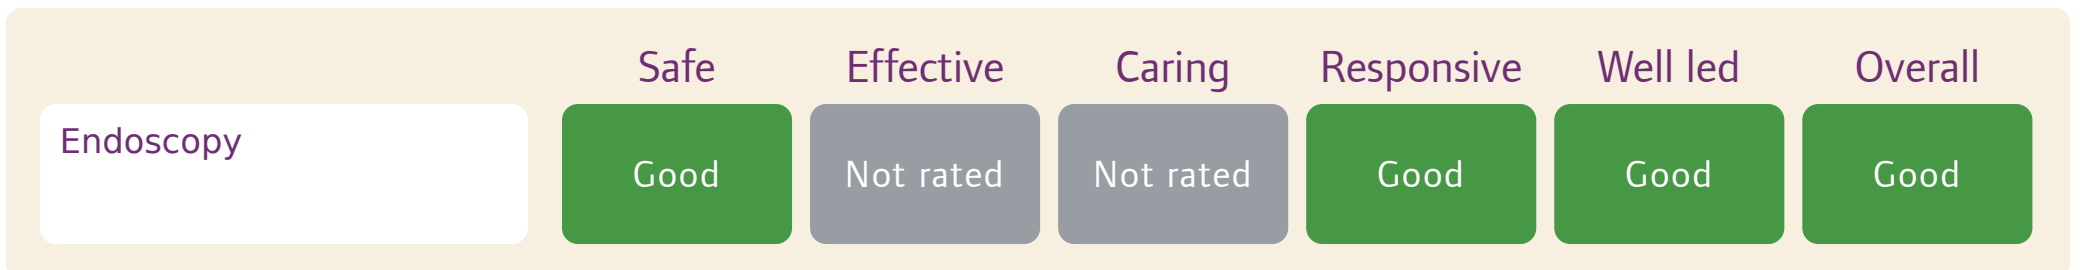 Safe Effective Caring Responsive Well led Overall
Endoscopy
Good Not rated Not rated Good Good Good